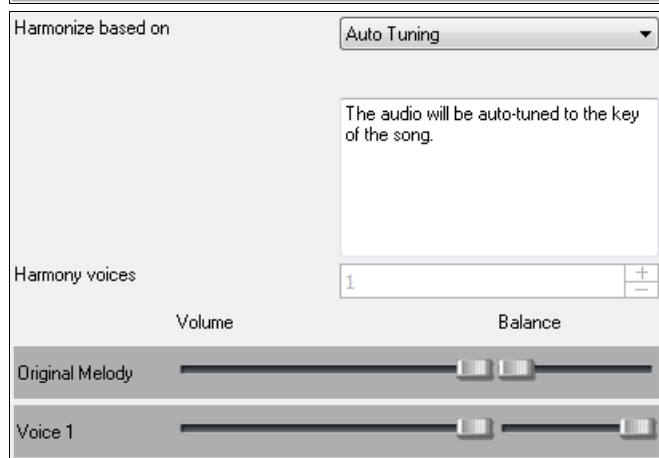 Harmonize based on
Auto Tuning
The audio will be auto-tuned to the key
of the song.
Harmony voices
1
Volume
Balance
Original Melody
Voice 1